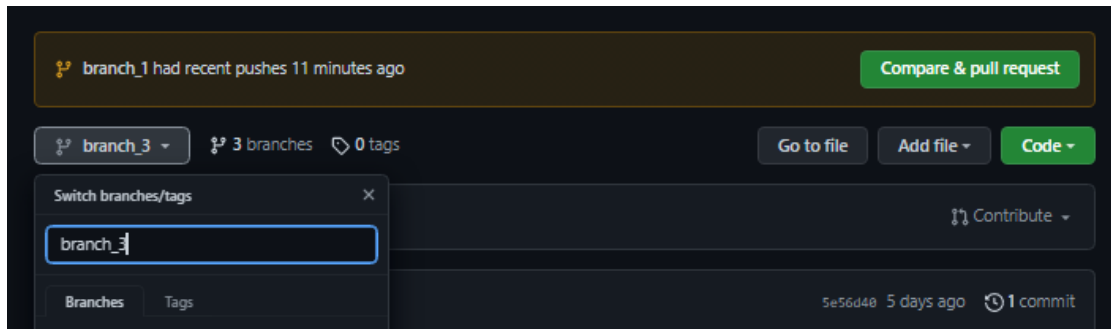 branch_1 had recent pushes 11 minutes ago
Compare & pull request
branch_3
3 branches
0 tags
Go to file
Add file
Code
Switch branches/tags
branch_3
Contribute
Branches
Tags
5e56d40 5 days ago
1 commit